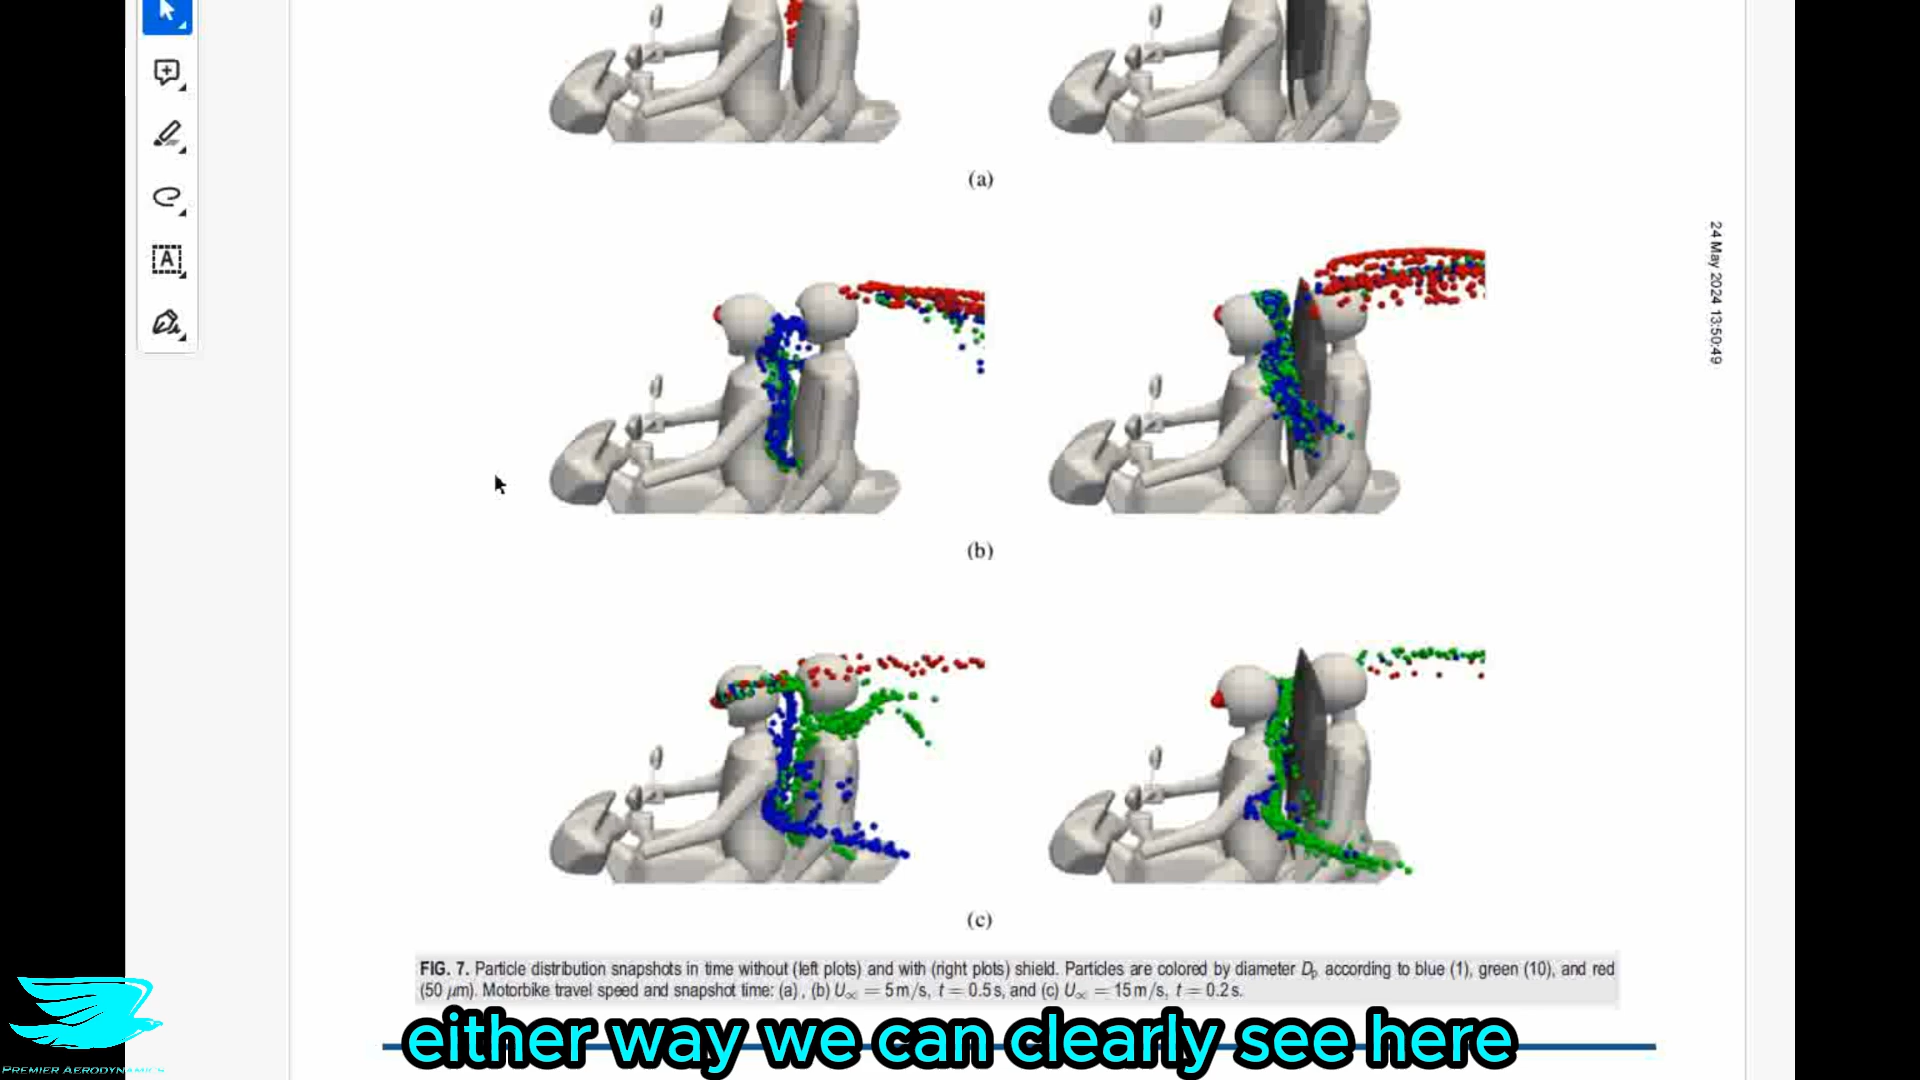 (a)
24 May 2024 13:50:49
(b)
(c)
FIG. 7. Particle distribution snapshots in time without (left plots) and with (right plots) shield. Particles are colored by diameter Dₚ according to blue (1), green (10), and red
(50 μm). Motorbike travel speed and snapshot time: (a), (b) U∞ = 5 m/s, t = 0.5 s, and (c) U∞ = 15 m/s, t = 0.2 s.
either way we can clearly see here
PREMIER AERODYNAMICS